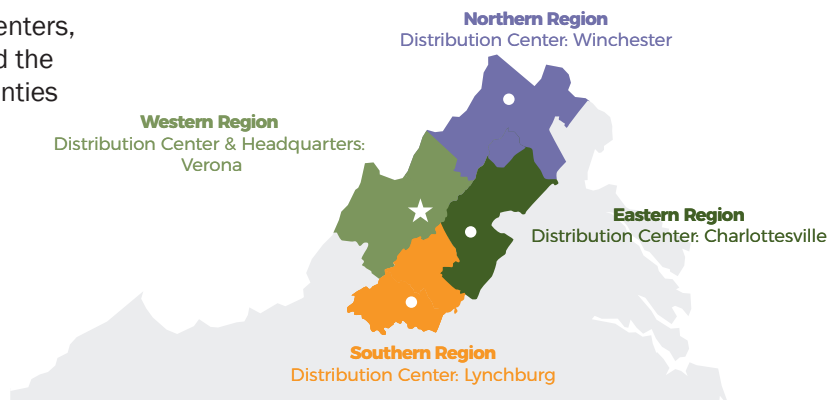 enters,
d the
nties
Northern Region
Distribution Center: Winchester
Western Region
Distribution Center & Headquarters:
Verona
Eastern Region
Distribution Center: Charlottesville
Southern Region
Distribution Center: Lynchburg